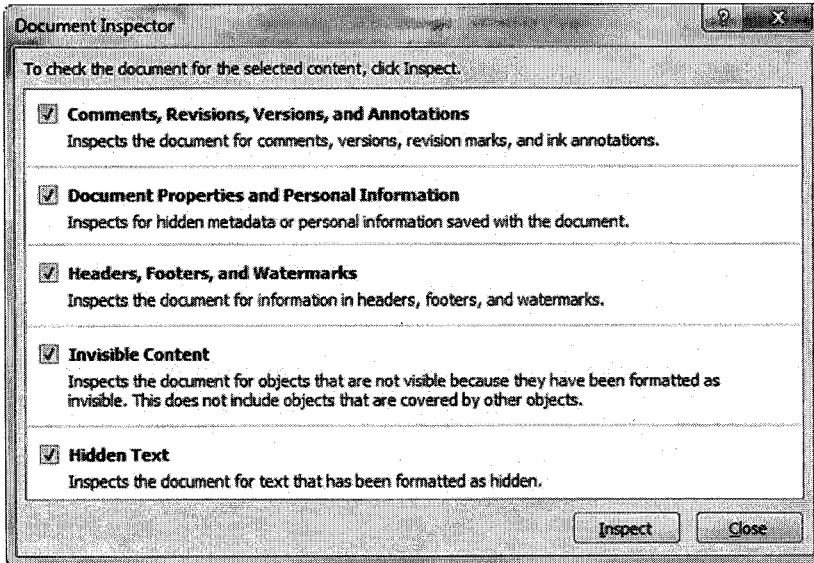 Document Inspector
To check the document for the selected content, click Inspect.
Comments, Revisions, Versions, and Annotations
Inspects the document for comments, versions, revision marks, and ink annotations.
Document Properties and Personal Information
Inspects for hidden metadata or personal information saved with the document.
Headers, Footers, and Watermarks
Inspects the document for information in headers, footers, and watermarks.
Invisible Content
Inspects the document for objects that are not visible because they have been formatted as
invisible. This does not include objects that are covered by other objects.
Hidden Text
Inspects the document for text that has been formatted as hidden.
Inspect Close